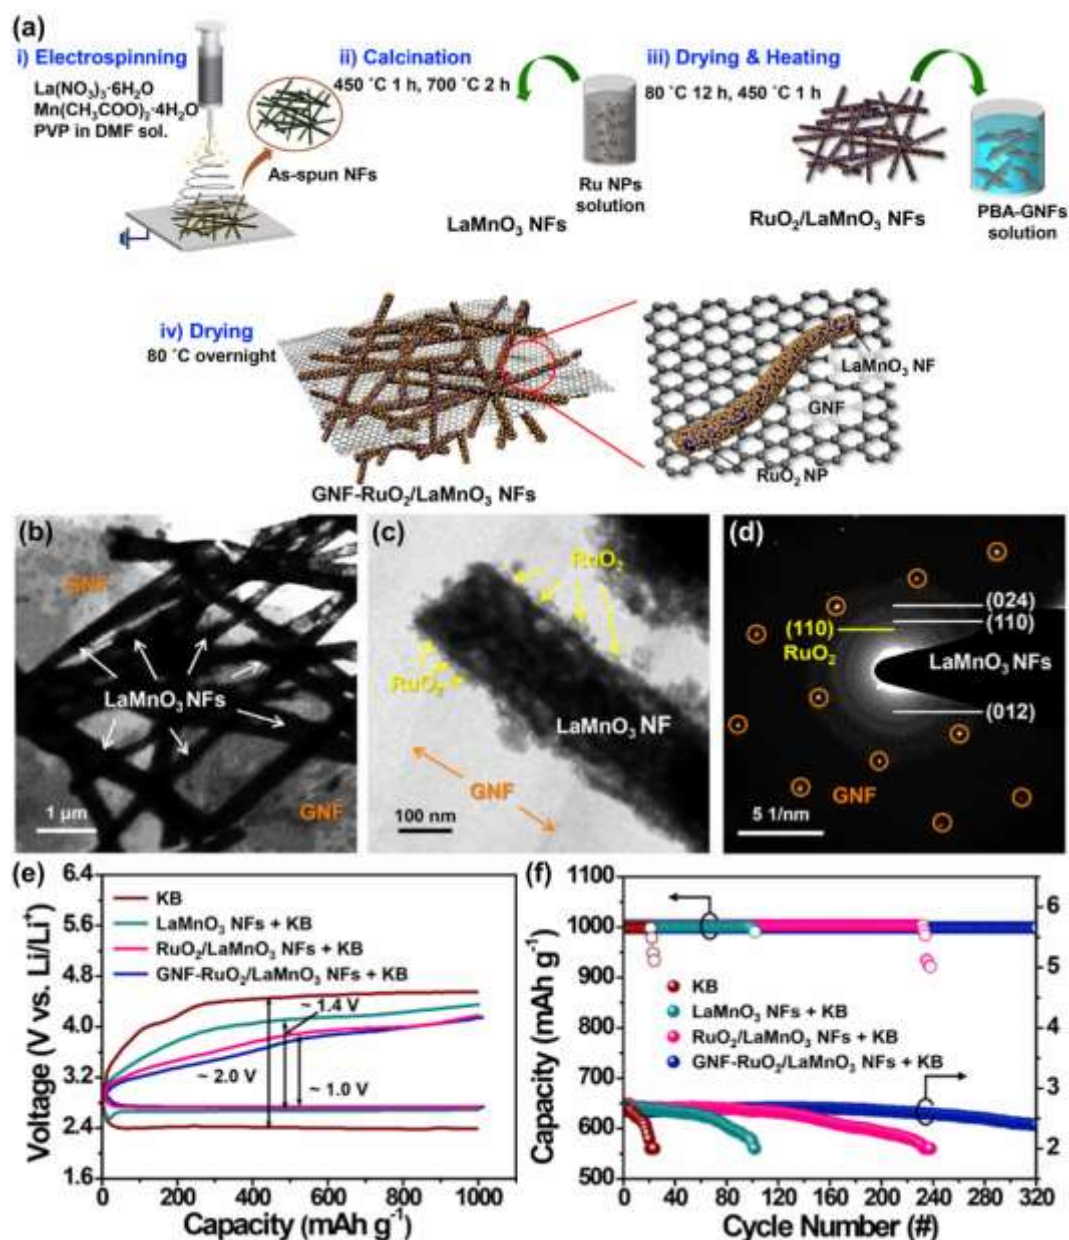 (a)
i) Electrospinning
La(NO₃)₃·6H₂O
Mn(CH₃COO)₂·4H₂O
PVP in DMF sol.
As-spun NFs
ii) Calcination
450 ˚C 1 h, 700 ˚C 2 h
LaMnO₃ NFs
Ru NPs
solution
iii) Drying & Heating
80 ˚C 12 h, 450 ˚C 1 h
RuO₂/LaMnO₃ NFs
PBA-GNFs
solution
iv) Drying
80 ˚C overnight
GNF-RuO₂/LaMnO₃ NFs
LaMnO₃ NF
GNF
RuO₂ NP
(b)
GNF
LaMnO₃ NFs
GNF
1 μm
(c)
RuO₂
RuO₂
LaMnO₃ NF
GNF
100 nm
(d)
(024)
(110)
(110)
RuO₂
LaMnO₃ NFs
(012)
GNF
5 1/nm
(e)
6.4
5.6
4.8
4.0
3.2
2.4
1.6
Voltage (V vs. Li/Li⁺)
KB
LaMnO₃ NFs + KB
RuO₂/LaMnO₃ NFs + KB
GNF-RuO₂/LaMnO₃ NFs + KB
~ 1.4 V
~ 2.0 V
~ 1.0 V
0 200 400 600 800 1000
Capacity (mAh g⁻¹)
(f)
1100
1000
900
800
700
600
500
Capacity (mAh g⁻¹)
KB
LaMnO₃ NFs + KB
RuO₂/LaMnO₃ NFs + KB
GNF-RuO₂/LaMnO₃ NFs + KB
6
5
4
3
2
0 40 80 120 160 200 240 280 320
Cycle Number (#)